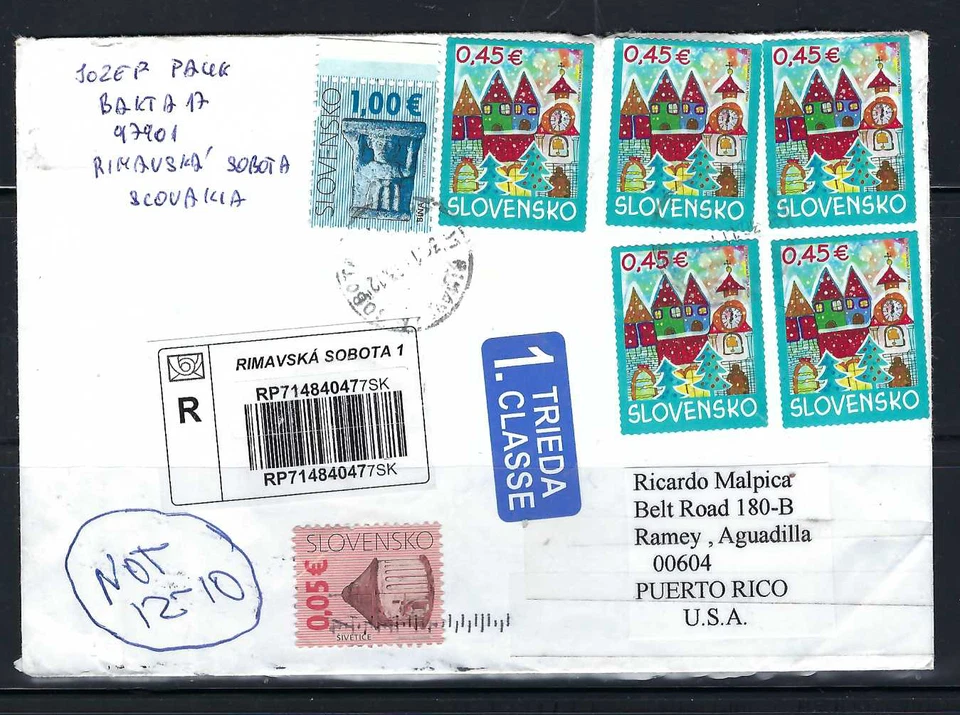 JOZEF PAUK
BAKTA 17
97901
RIMAVSKÁ SOBOTA
SLOVAKIA
SLOVENSKO
1,00 €
0,45 €
SLOVENSKO
0,45 €
SLOVENSKO
0,45 €
SLOVENSKO
0,45 €
SLOVENSKO
0,45 €
SLOVENSKO
RIMAVSKÁ SOBOTA 1
R
RP714840477SK
RP714840477SK
1. TRIEDA
CLASSE
Ricardo Malpica
Belt Road 180-B
Ramey , Aguadilla
00604
PUERTO RICO
U.S.A.
NOT
12-10
SLOVENSKO
0,05 €
SIVETICE